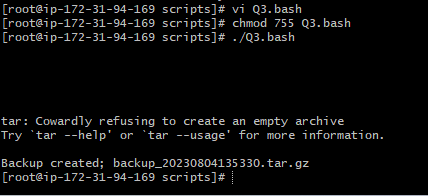 [root@ip-172-31-94-169 scripts]# vi Q3.bash
[root@ip-172-31-94-169 scripts]# chmod 755 Q3.bash
[root@ip-172-31-94-169 scripts]# ./Q3.bash
tar: Cowardly refusing to create an empty archive
Try `tar --help' or `tar --usage' for more information.
Backup created; backup_20230804135330.tar.gz
[root@ip-172-31-94-169 scripts]#